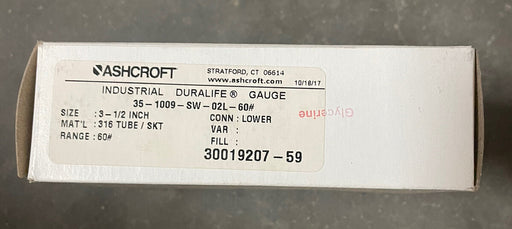 ASHCROFT
STRATFORD, CT 06614
www.ashcroft.com 10/18/17
INDUSTRIAL DURALIFE® GAUGE
35-1009-SW-02L-60#
SIZE : 3-1/2 INCH CONN : LOWER
MAT'L : 316 TUBE / SKT VAR :
RANGE : 60# FILL :
30019207-59
Glycerine